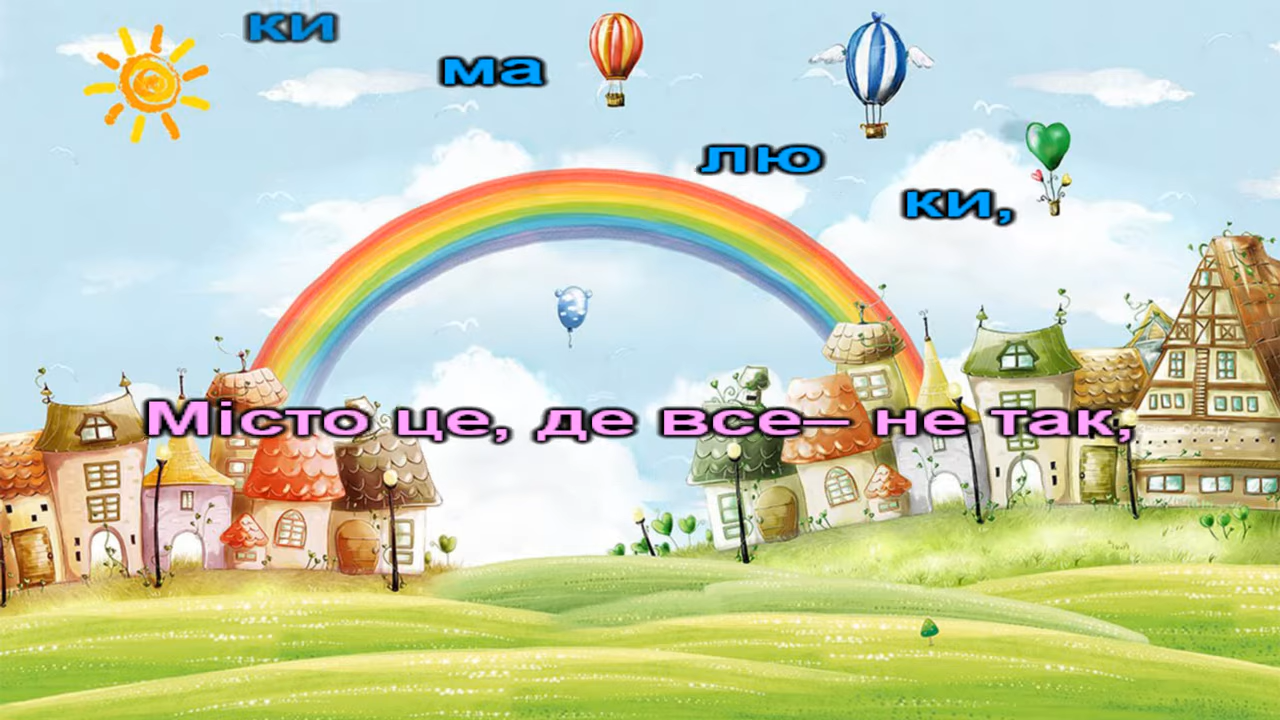 ки
ма
лю
ки,
Місто це, де все– не так,